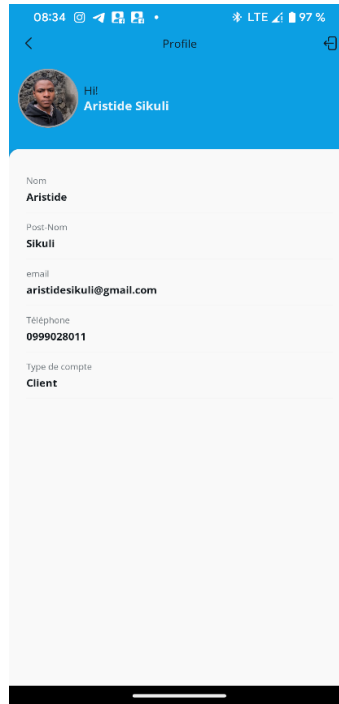 08:34 LTE 97 %
Profile
Hi!
Aristide Sikuli
Nom
Aristide
Post-Nom
Sikuli
email
aristidesikuli@gmail.com
Téléphone
0999028011
Type de compte
Client